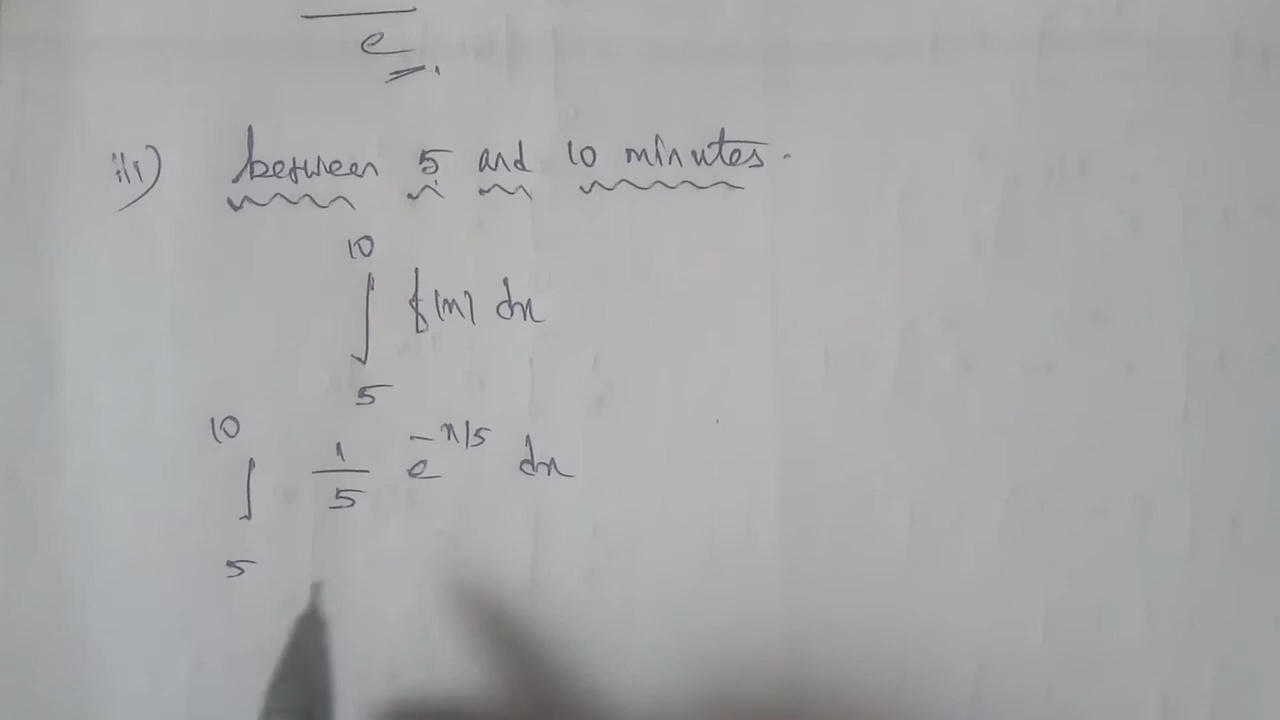 e
iii) between 5 and 10 minutes.
10
∫ f(x) dx
5
10
∫ 1/5 e^-x/5 dx
5